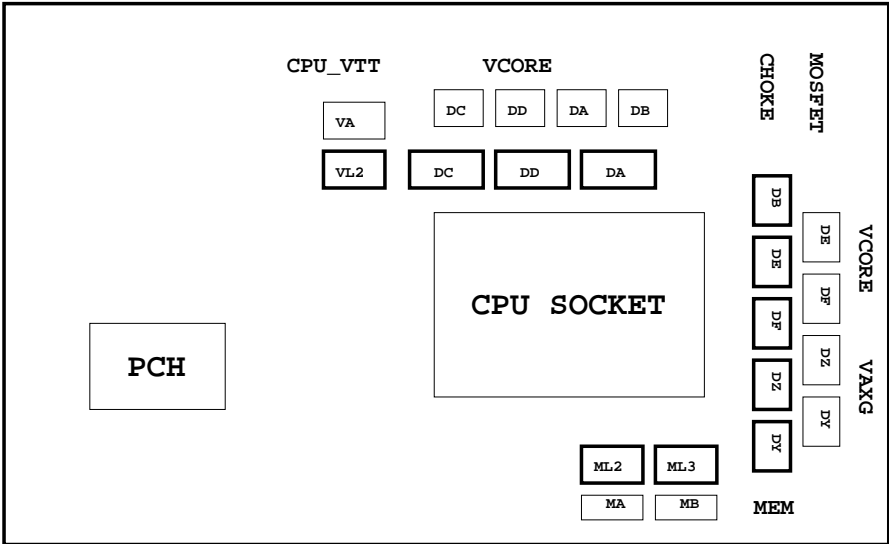 CPU_VTT VCORE
CHOKE
MOSFET
VA DC DD DA DB
VL2 DC DD DA
DB
DE
DE
DF
DF
DZ
DZ
DY
DY
VCORE
VAXG
CPU SOCKET
PCH
ML2 ML3
MA MB MEM